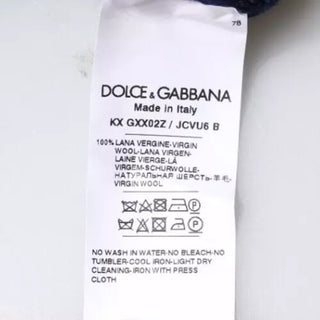 78
DOLCE & GABBANA
Made in Italy
KX GXX02Z / JCVU6 B
100% LANA VERGINE-VIRGIN
WOOL-LANA VIRGEN-
LAINE VIERGE-LÃ
VIRGEM-SCHURWOLLE-
НАТУРАЛЬНАЯ ШЕРСТЬ-羊毛-
VIRGIN WOOL
P
P
NO WASH IN WATER-NO BLEACH-NO
TUMBLER-COOL IRON-LIGHT DRY
CLEANING-IRON WITH PRESS
CLOTH